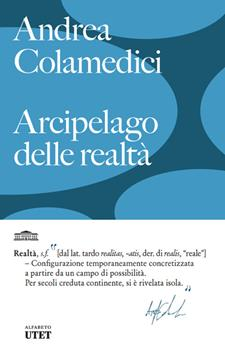 Andrea
Colamedici
Arcipelago
delle realtà
Realtà, s.f. “ [dal lat. tardo realitas, -atis, der. di realis, “reale”]
– Configurazione temporaneamente concretizzata
a partire da un campo di possibilità.
Per secoli creduta continente, si è rivelata isola. ”
ALFABETO
UTET